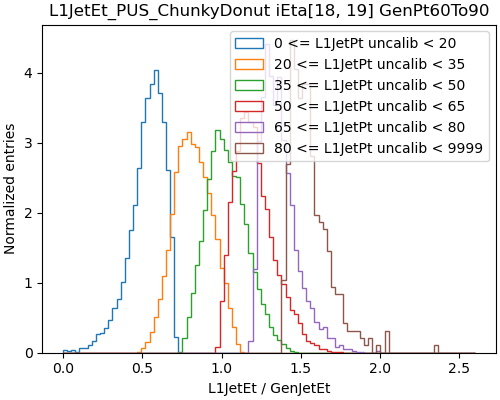 L1JetEt_PUS_ChunkyDonut iEta[18, 19] GenPt60To90
0 <= L1JetPt uncalib < 20
20 <= L1JetPt uncalib < 35
35 <= L1JetPt uncalib < 50
50 <= L1JetPt uncalib < 65
65 <= L1JetPt uncalib < 80
80 <= L1JetPt uncalib < 9999
Normalized entries
4
3
2
1
0
0.0 0.5 1.0 1.5 2.0 2.5
L1JetEt / GenJetEt